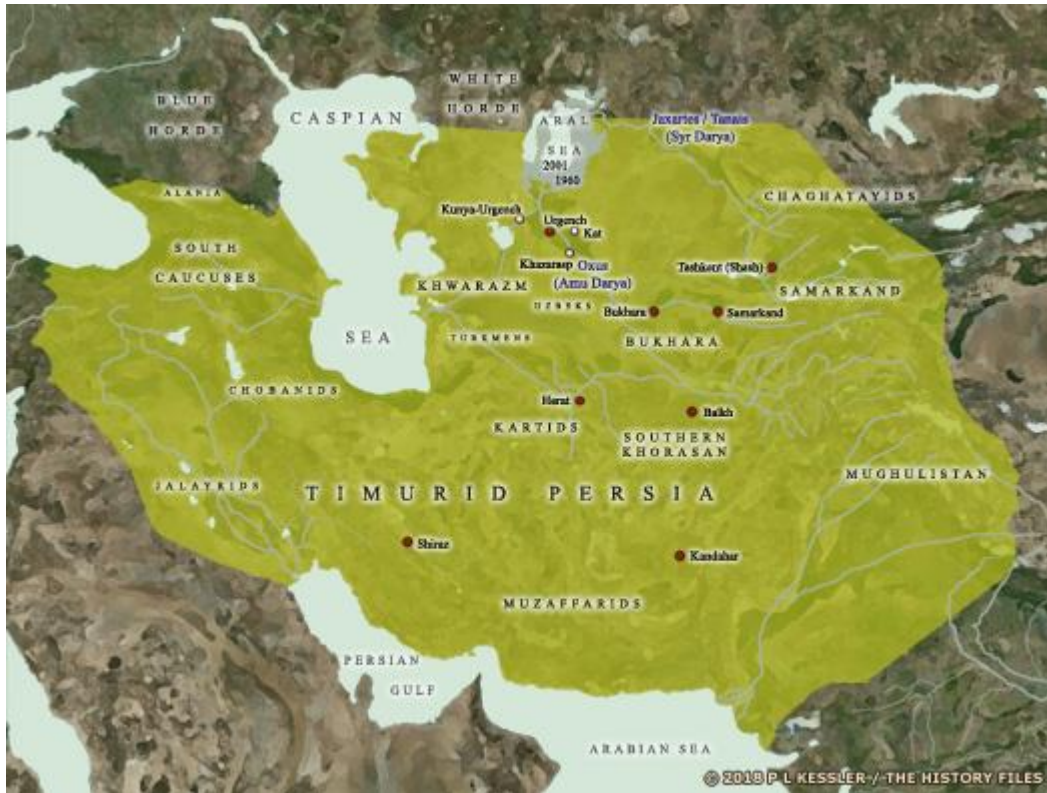 WHITE
HORDE
BLUE
HORDE
CASPIAN
SEA
ARAL
SEA
2001
1960
Jaxartes / Tanais
(Syr Darya)
ALANIA
CHAGHATAYIDS
Kunya-Urgench
Urgench
Kat
SOUTH
CAUCUSES
Khazarasp
Oxus
(Amu Darya)
Tashkent (Shash)
KHWARAZM
SAMARKAND
UZBEKS
Bukhara
Samarkand
TURKMENS
BUKHARA
CHOBANIDS
Herat
Balkh
KARTIDS
SOUTHERN
KHORASAN
MUGHULISTAN
JALAYRIDS
TIMURID PERSIA
Shiraz
Kandahar
MUZAFFARIDS
PERSIAN
GULF
ARABIAN SEA
© 2018 P L KESSLER / THE HISTORY FILES